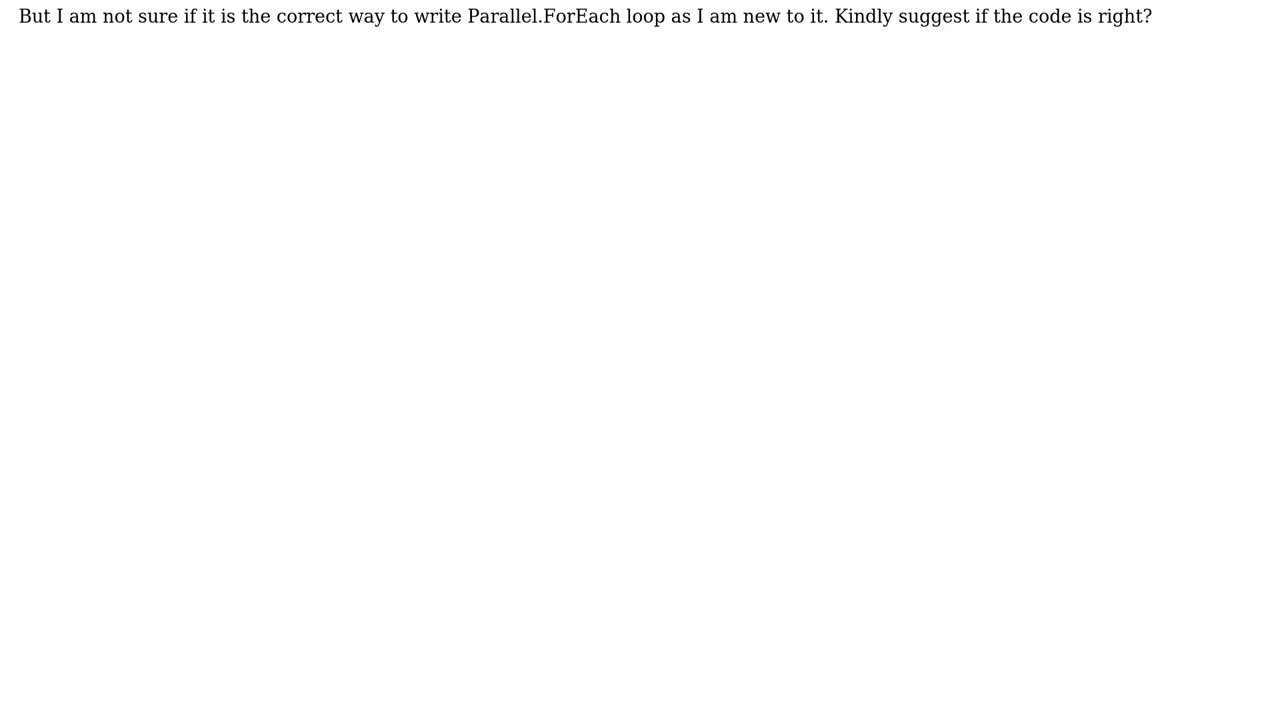 But I am not sure if it is the correct way to write Parallel.ForEach loop as I am new to it. Kindly suggest if the code is right?